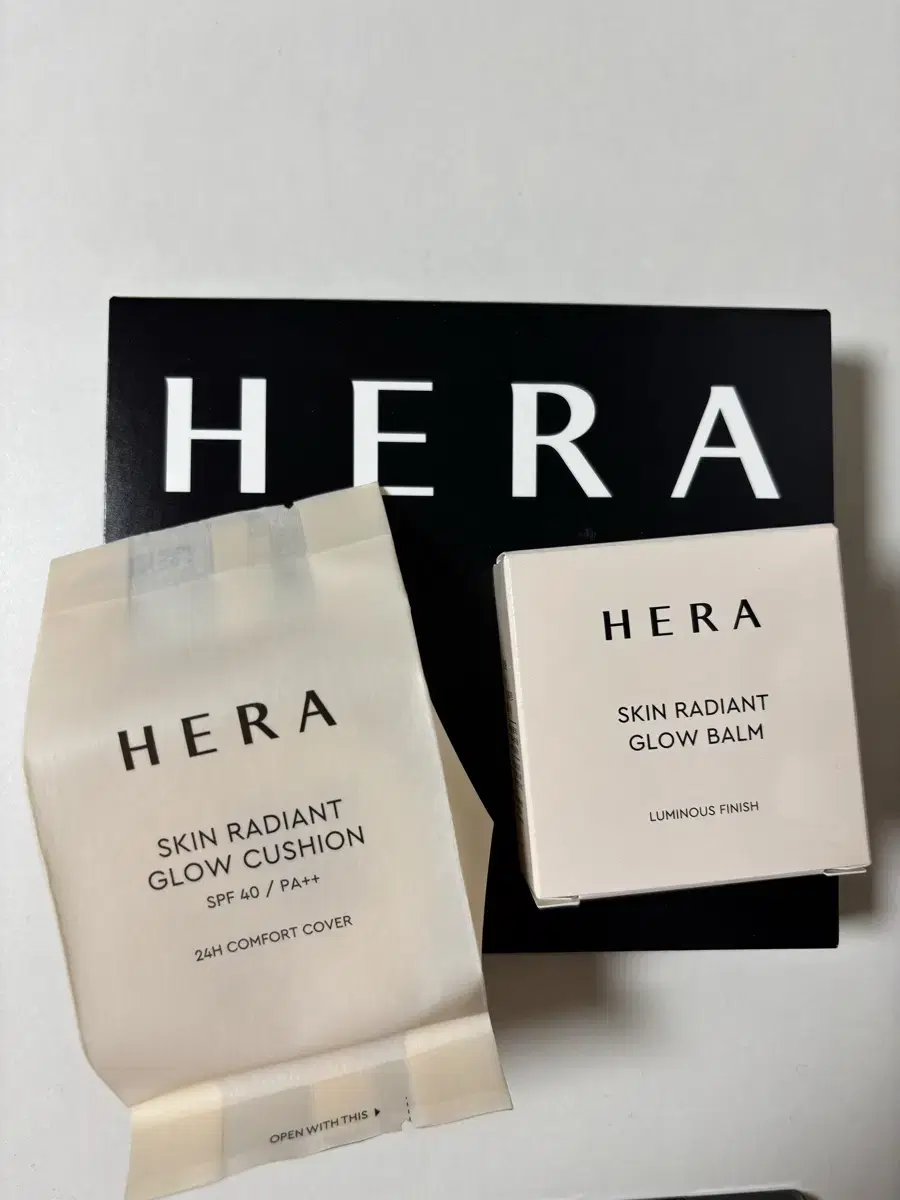 HERA
HERA
SKIN RADIANT
GLOW CUSHION
SPF 40 / PA++
24H COMFORT COVER
OPEN WITH THIS ▶
HERA
SKIN RADIANT
GLOW BALM
LUMINOUS FINISH